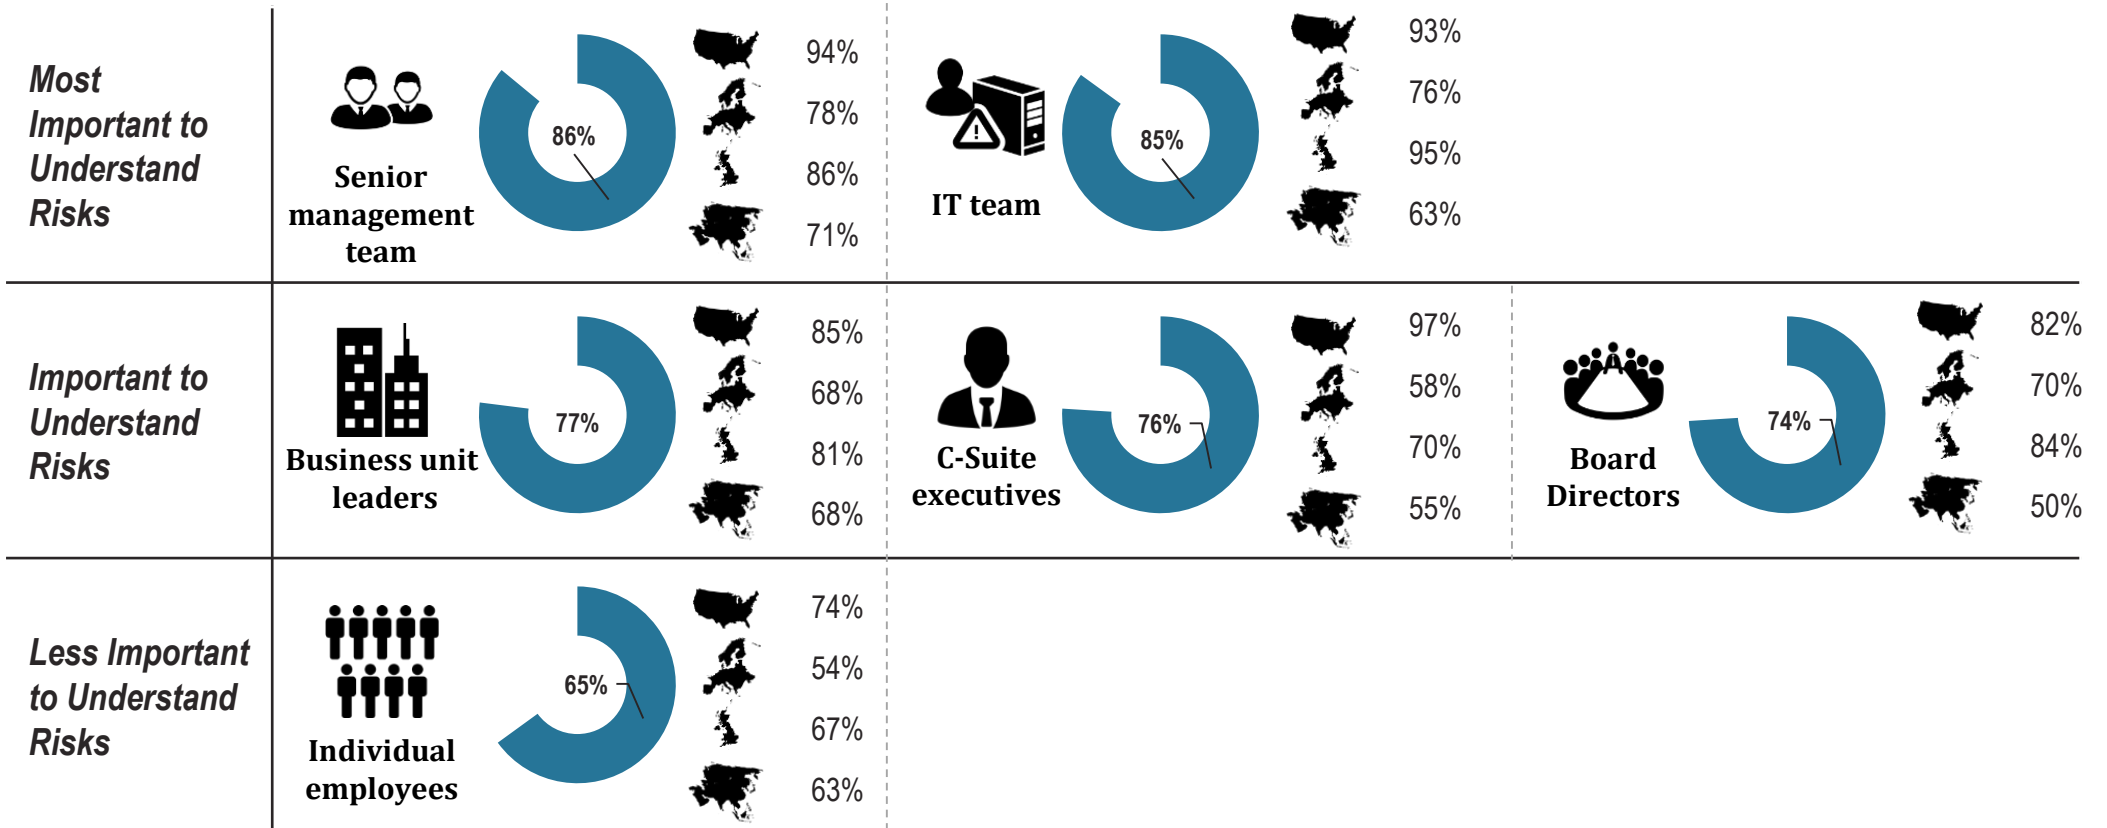 Most
Important to
Understand
Risks
Senior
management
team
86%
94%
78%
86%
71%
IT team
85%
93%
76%
95%
63%
Important to
Understand
Risks
Business unit
leaders
77%
85%
68%
81%
68%
C-Suite
executives
76%
97%
58%
70%
55%
Board
Directors
74%
82%
70%
84%
50%
Less Important
to Understand
Risks
Individual
employees
65%
74%
54%
67%
63%